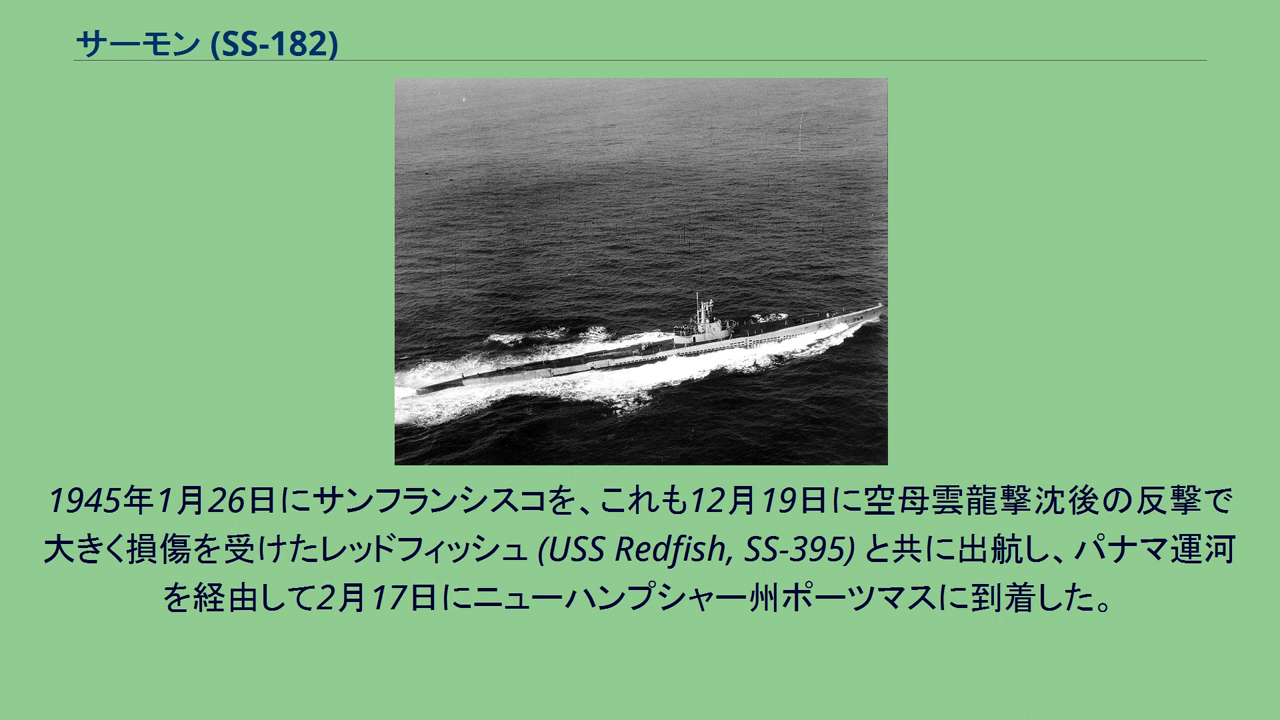 サーモン (SS-182)
1945年1月26日にサンフランシスコを、これも12月19日に空母雲龍撃沈後の反撃で
大きく損傷を受けたレッドフィッシュ (USS Redfish, SS-395) と共に出航し、パナマ運河
を経由して2月17日にニューハンプシャー州ポーツマスに到着した。